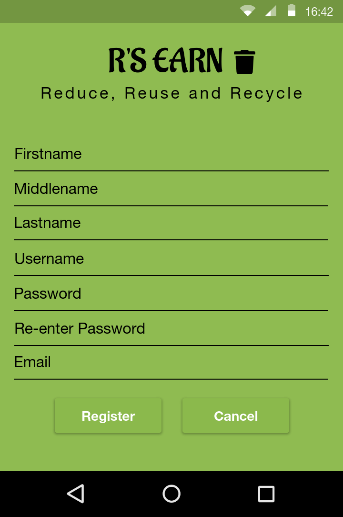 16:42
R'S EARN
Reduce, Reuse and Recycle
Firstname
Middlename
Lastname
Username
Password
Re-enter Password
Email
Register
Cancel